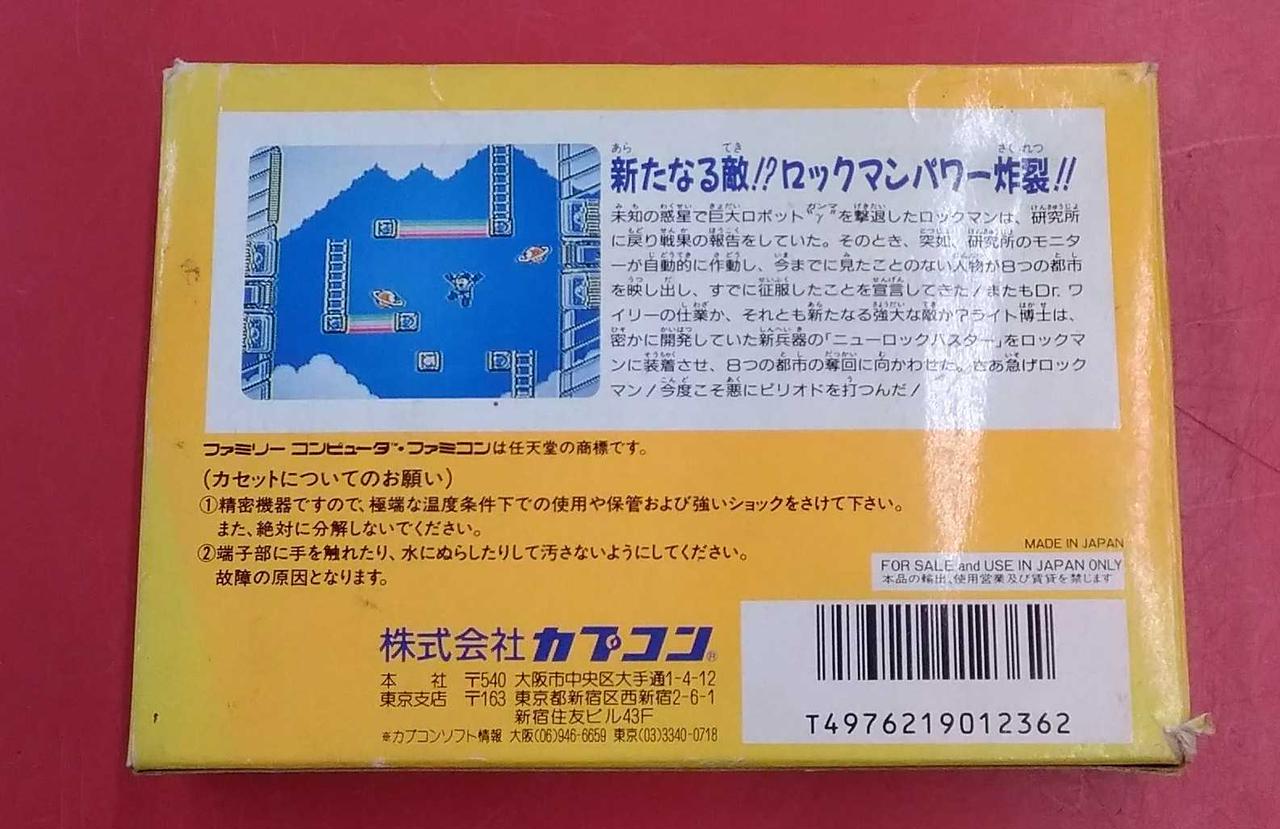 新たなる敵!?ロックマンパワー炸裂!!
未知の惑星で巨大ロボット"γ"を撃退したロックマンは、研究所
に戻り戦果の報告をしていた。そのとき、突如、研究所のモニタ
ーが自動的に作動し、今までに見たことのない人物が8つの都市
を映し出し、すでに征服したことを宣言してきた!またもDr.ワ
イリーの仕業か、それとも新たなる強大な敵か?ライト博士は、
密かに開発していた新兵器の「ニューロックバスター」をロックマ
ンに装着させ、8つの都市の奪回に向かわせた。さあ急げロック
マン!今度こそ悪にピリオドを打つんだ!
ファミリー コンピュータ™・ファミコンは任天堂の商標です。
(カセットについてのお願い)
①精密機器ですので、極端な温度条件下での使用や保管および強いショックをさけて下さい。
また、絶対に分解しないでください。
②端子部に手を触れたり、水にぬらしたりして汚さないようにしてください。
故障の原因となります。
MADE IN JAPAN
FOR SALE and USE IN JAPAN ONLY
本品の輸出、使用営業及び賃貸を禁じます
株式会社カプコン®
本 社 〒540 大阪市中央区大手通1-4-12
東京支店 〒163 東京都新宿区西新宿2-6-1
新宿住友ビル43F
※カプコンソフト情報 大阪(06)946-6659 東京(03)3340-0718
T4976219012362